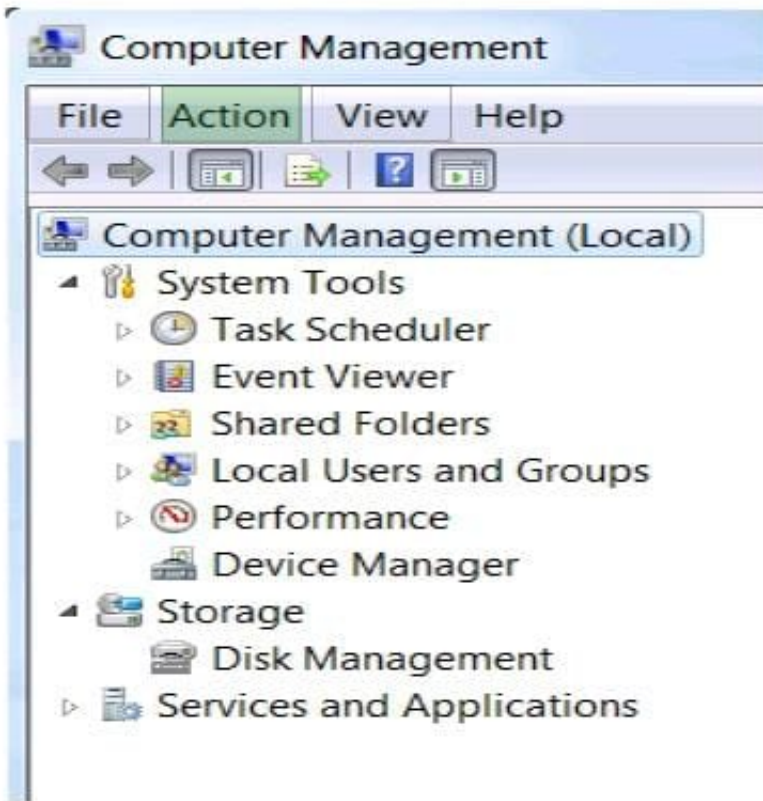 Computer Management
File Action View Help
Computer Management (Local)
System Tools
Task Scheduler
Event Viewer
Shared Folders
Local Users and Groups
Performance
Device Manager
Storage
Disk Management
Services and Applications